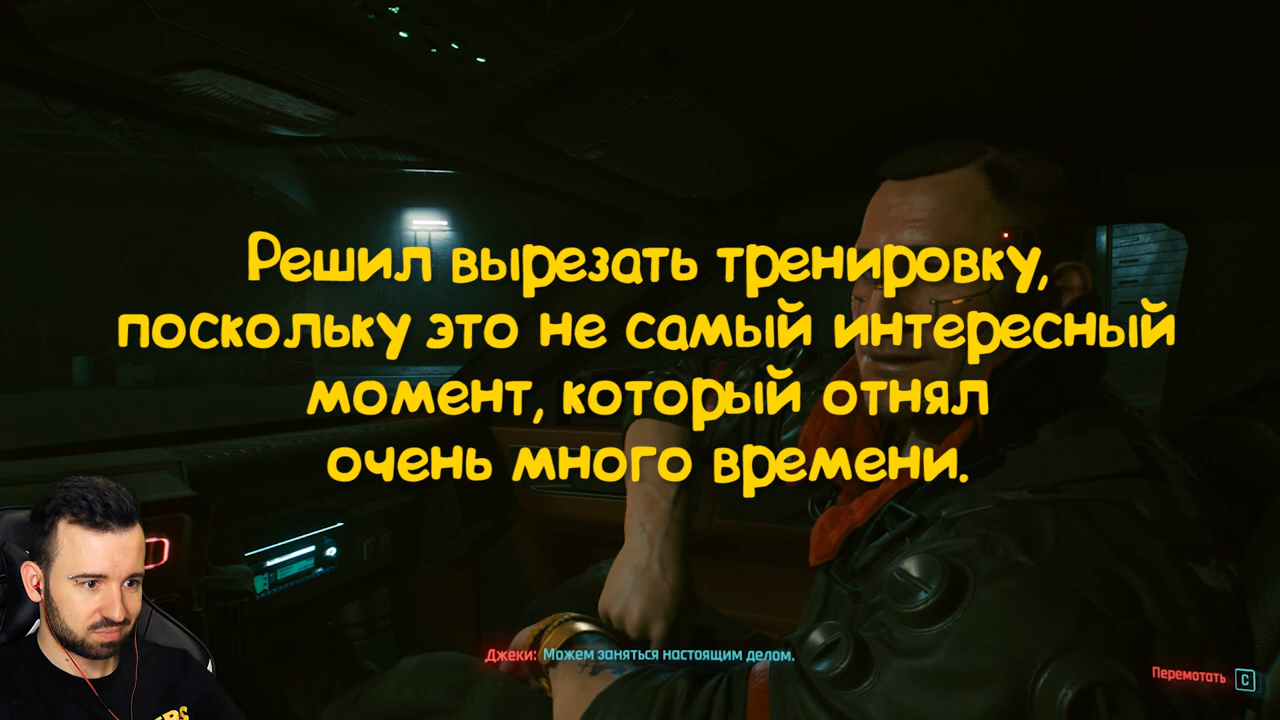 Решил вырезать тренировку,
поскольку это не самый интересный
момент, который отнял
очень много времени.
Джеки: Можем заняться настоящим делом.
Перемотать C